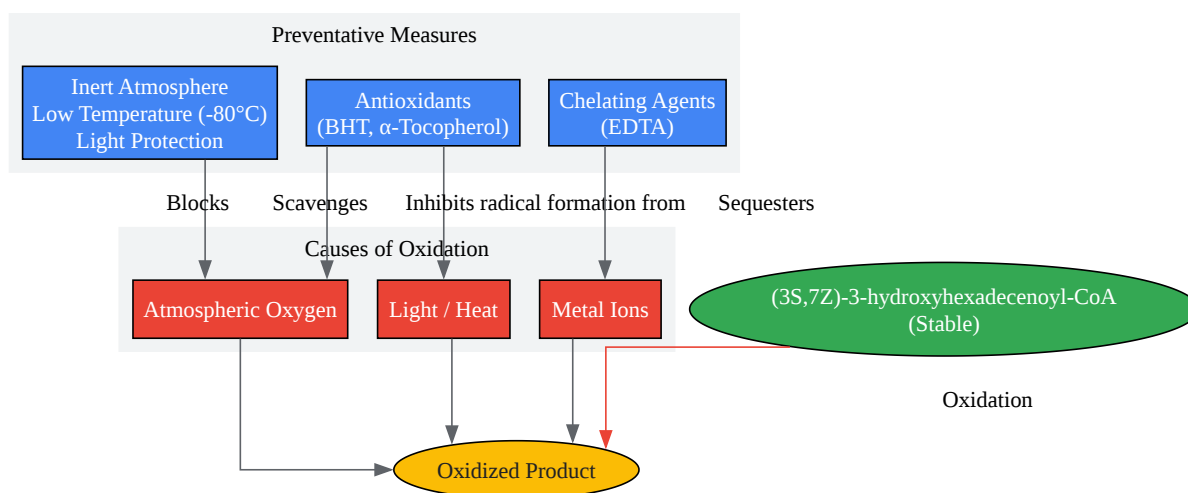 Preventative Measures
Inert Atmosphere
Low Temperature (-80°C)
Light Protection
Antioxidants
(BHT, α-Tocopherol)
Chelating Agents
(EDTA)
Blocks
Scavenges
Inhibits radical formation from
Sequesters
Causes of Oxidation
Atmospheric Oxygen
Light / Heat
Metal Ions
(3S,7Z)-3-hydroxyhexadecenoyl-CoA
(Stable)
Oxidation
Oxidized Product